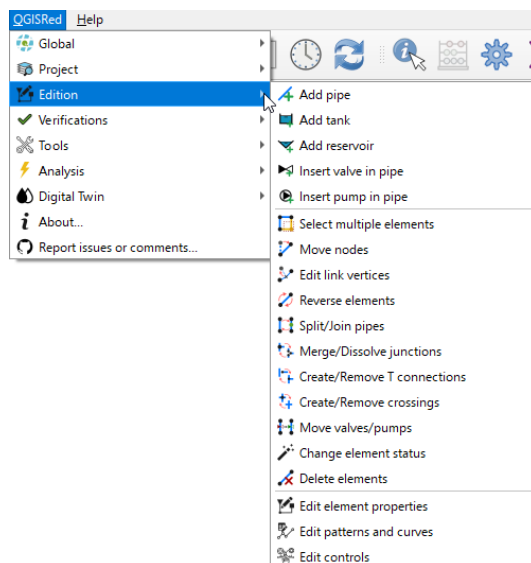 QGISRed Help
Global
Project
Edition
Verifications
Tools
Analysis
Digital Twin
About...
Report issues or comments...
Add pipe
Add tank
Add reservoir
Insert valve in pipe
Insert pump in pipe
Select multiple elements
Move nodes
Edit link vertices
Reverse elements
Split/Join pipes
Merge/Dissolve junctions
Create/Remove T connections
Create/Remove crossings
Move valves/pumps
Change element status
Delete elements
Edit element properties
Edit patterns and curves
Edit controls